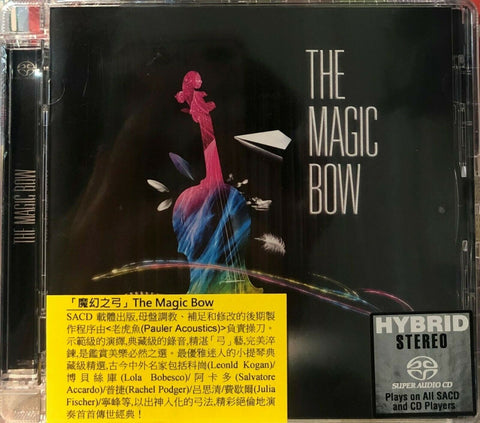 THE
MAGIC
BOW
THE MAGIC BOW
「魔幻之弓」The Magic Bow
SACD 載體出版,母盤調教、補足和修改的後期製
作程序由<老虎魚(Pauler Acoustics)>負責操刀。
示範級的演繹,典藏級的錄音,精湛「弓」藝,完美淬
鍊,是鑑賞美樂必然之選。最優雅迷人的小提琴典
藏級精選,古今中外名家包括科崗(Leonld Kogan)/
博貝絲庫(Lola Bobesco)/阿卡多(Salvatore
Accardo)/普捷(Rachel Podger)/呂思清/費歇爾(Julia
Fischer)/寧峰等,以出神入化的弓法,精彩絕倫地演
奏首首傳世經典！
HYBRID
STEREO
SUPER AUDIO CD
Plays on All SACD
and CD Players